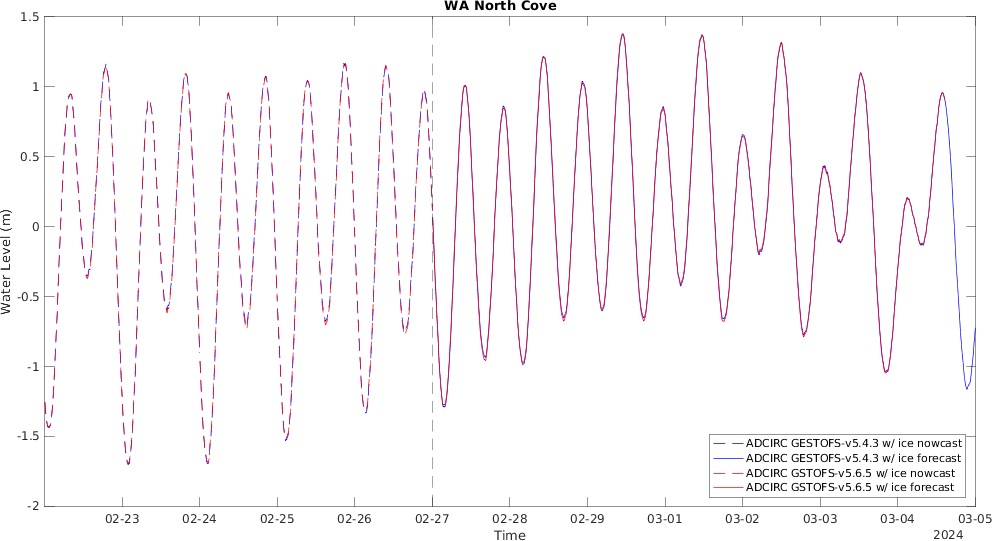 WA North Cove
1.5
1
0.5
0
-0.5
-1
-1.5
-2
Water Level (m)
02-23 02-24 02-25 02-26 02-27 02-28 02-29 03-01 03-02 03-03 03-04 03-05
Time
2024
ADCIRC GESTOFS-v5.4.3 w/ ice nowcast
ADCIRC GESTOFS-v5.4.3 w/ ice forecast
ADCIRC GSTOFS-v5.6.5 w/ ice nowcast
ADCIRC GSTOFS-v5.6.5 w/ ice forecast